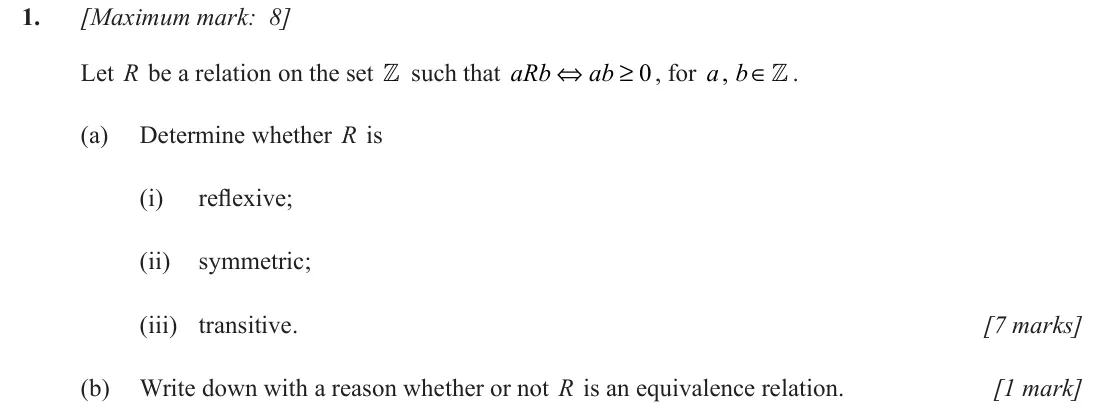 1. [Maximum mark: 8]
Let R be a relation on the set ℤ such that aRb ⇔ ab ≥ 0, for a, b ∈ ℤ.
(a) Determine whether R is
(i) reflexive;
(ii) symmetric;
(iii) transitive. [7 marks]
(b) Write down with a reason whether or not R is an equivalence relation. [1 mark]